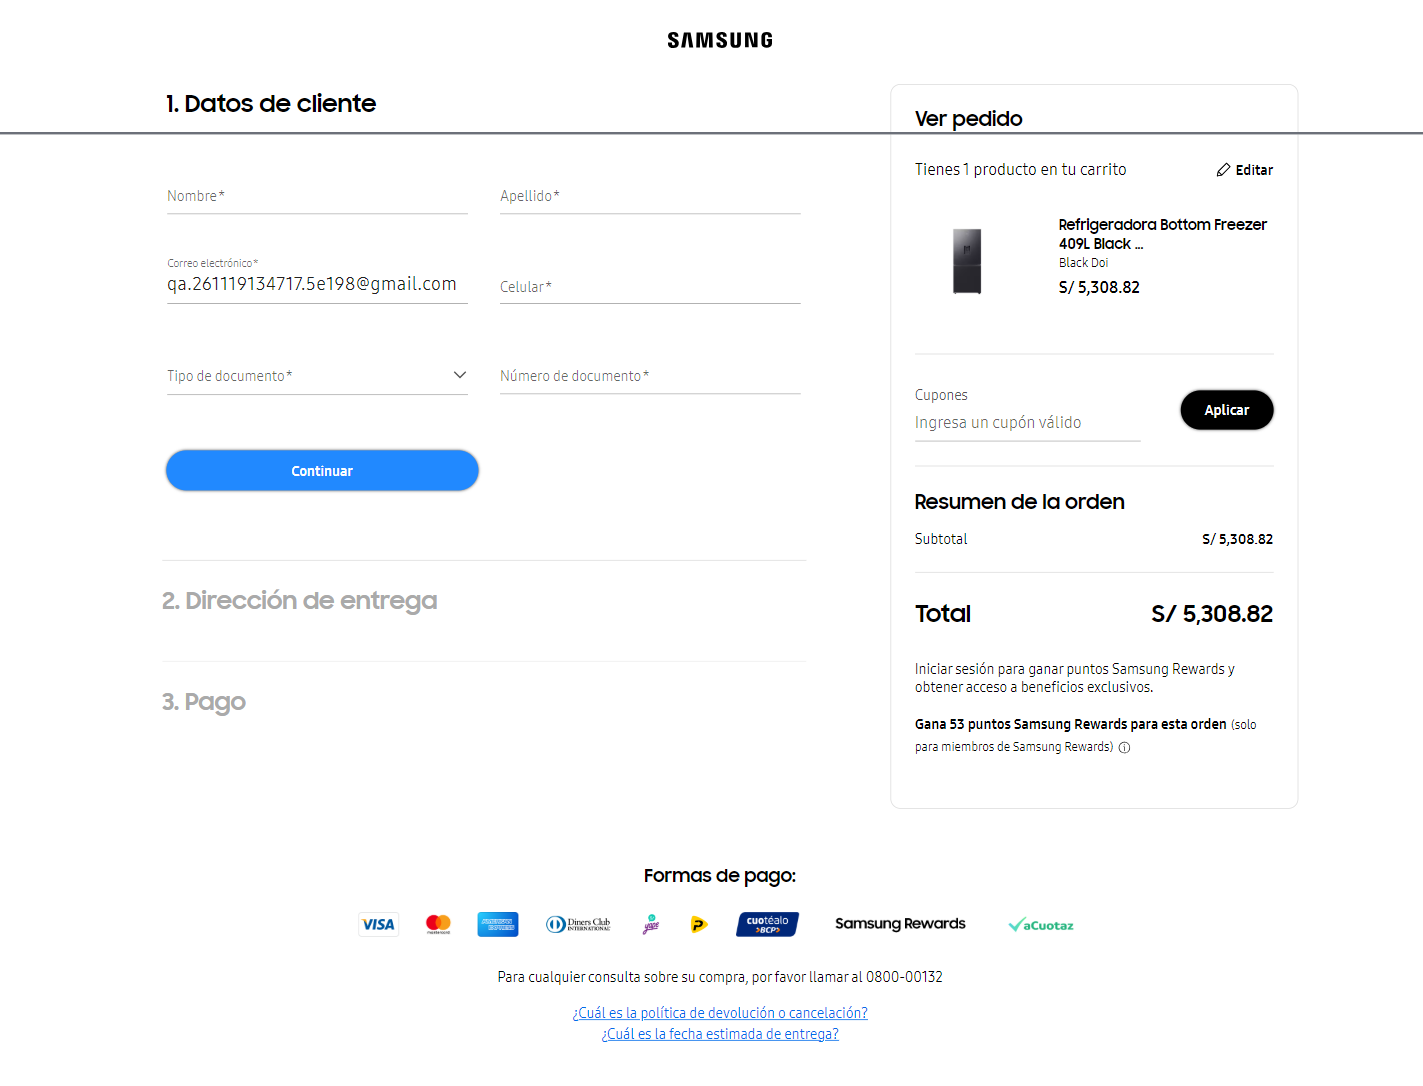 SAMSUNG
1. Datos de cliente
Nombre*
Apellido*
Correo electrónico*
qa.261119134717.5e198@gmail.com
Celular*
Tipo de documento*
Número de documento*
Continuar
2. Dirección de entrega
3. Pago
Ver pedido
Tienes 1 producto en tu carrito
Editar
Refrigeradora Bottom Freezer
409L Black ...
Black Doi
S/ 5,308.82
Cupones
Ingresa un cupón válido
Aplicar
Resumen de la orden
Subtotal
S/ 5,308.82
Total
S/ 5,308.82
Iniciar sesión para ganar puntos Samsung Rewards y
obtener acceso a beneficios exclusivos.
Gana 53 puntos Samsung Rewards para esta orden (solo
para miembros de Samsung Rewards)
Formas de pago:
VISA
mastercard
AMERICAN
EXPRESS
Diners Club
INTERNATIONAL
yape
cuotéalo
>BCP>
Samsung Rewards
aCuotaz
Para cualquier consulta sobre su compra, por favor llamar al 0800-00132
¿Cuál es la política de devolución o cancelación?
¿Cuál es la fecha estimada de entrega?